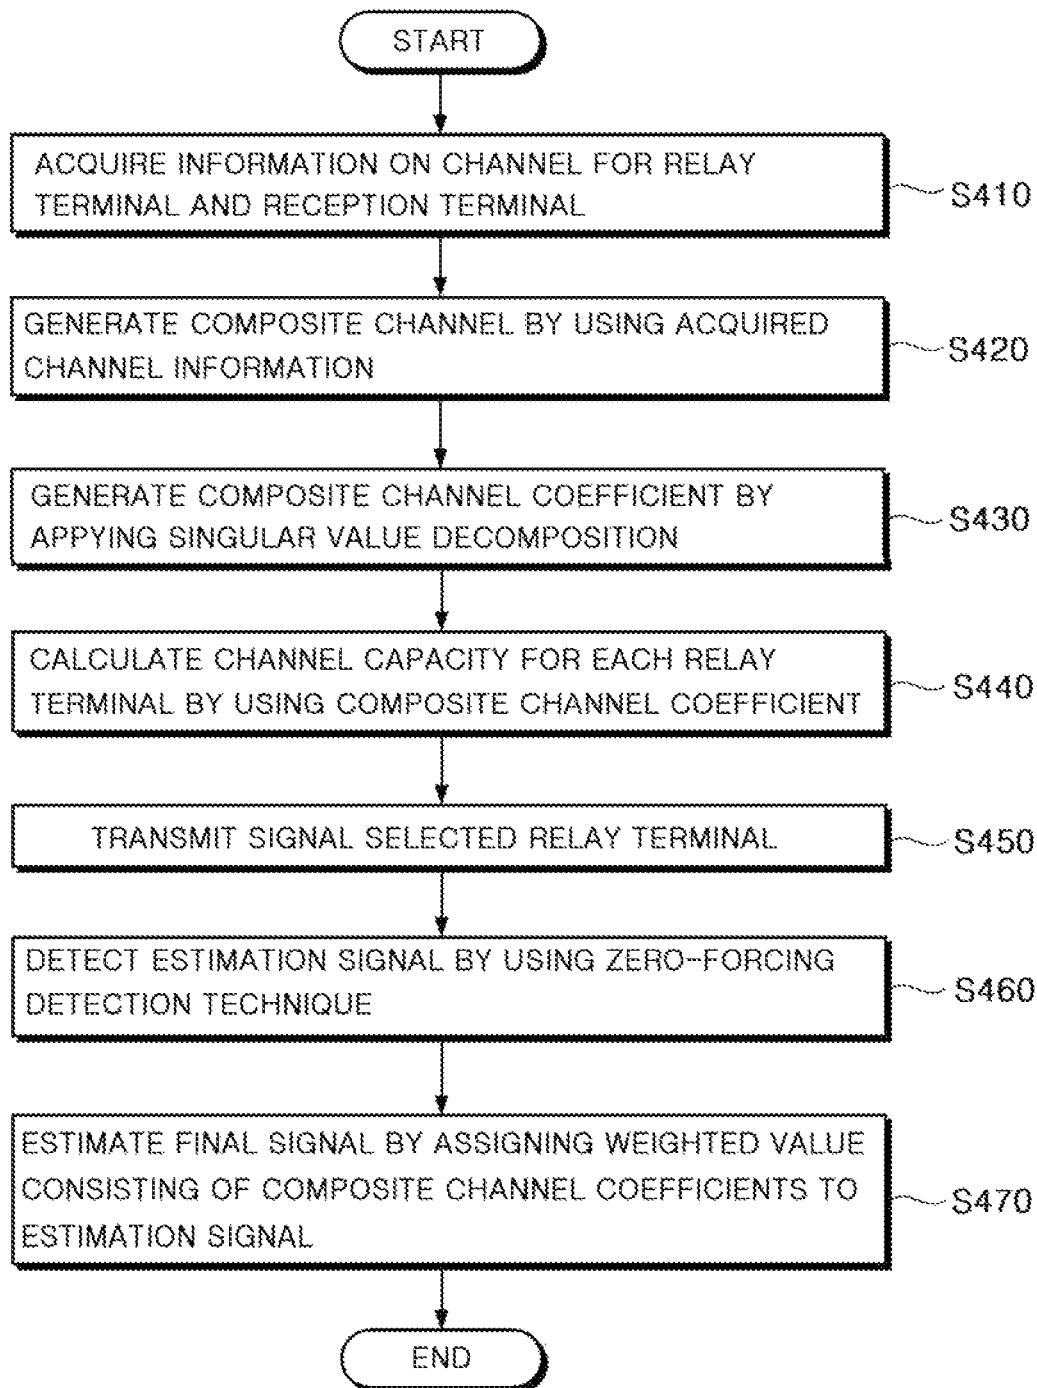 START
ACQUIRE INFORMATION ON CHANNEL FOR RELAY
TERMINAL AND RECEPTION TERMINAL
S410
GENERATE COMPOSITE CHANNEL BY USING ACQUIRED
CHANNEL INFORMATION
S420
GENERATE COMPOSITE CHANNEL COEFFICIENT BY
APPYING SINGULAR VALUE DECOMPOSITION
S430
CALCULATE CHANNEL CAPACITY FOR EACH RELAY
TERMINAL BY USING COMPOSITE CHANNEL COEFFICIENT
S440
TRANSMIT SIGNAL SELECTED RELAY TERMINAL
S450
DETECT ESTIMATION SIGNAL BY USING ZERO-FORCING
DETECTION TECHNIQUE
S460
ESTIMATE FINAL SIGNAL BY ASSIGNING WEIGHTED VALUE
CONSISTING OF COMPOSITE CHANNEL COEFFICIENTS TO
ESTIMATION SIGNAL
S470
END